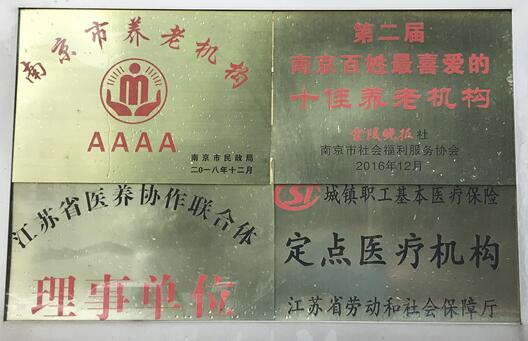 南京市养老机构
AAAA
南京市民政局
二〇一八年十二月
第二届
南京百姓最喜爱的
十佳养老机构
金陵晚报社
南京市社会福利服务协会
2016年12月
江苏省医养协作联合体
理事单位
SI 城镇职工基本医疗保险
定点医疗机构
江苏省劳动和社会保障厅